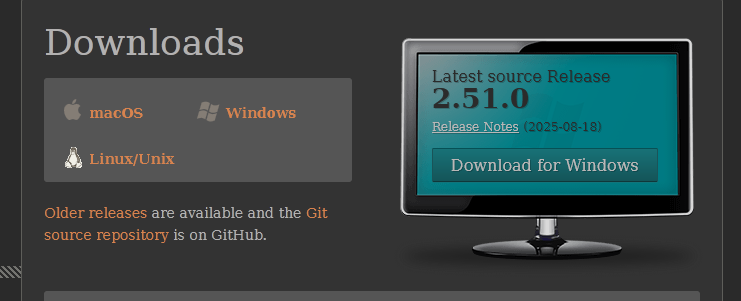 Downloads
macOS
Windows
Linux/Unix
Older releases are available and the Git
source repository is on GitHub.
Latest source Release
2.51.0
Release Notes (2025-08-18)
Download for Windows